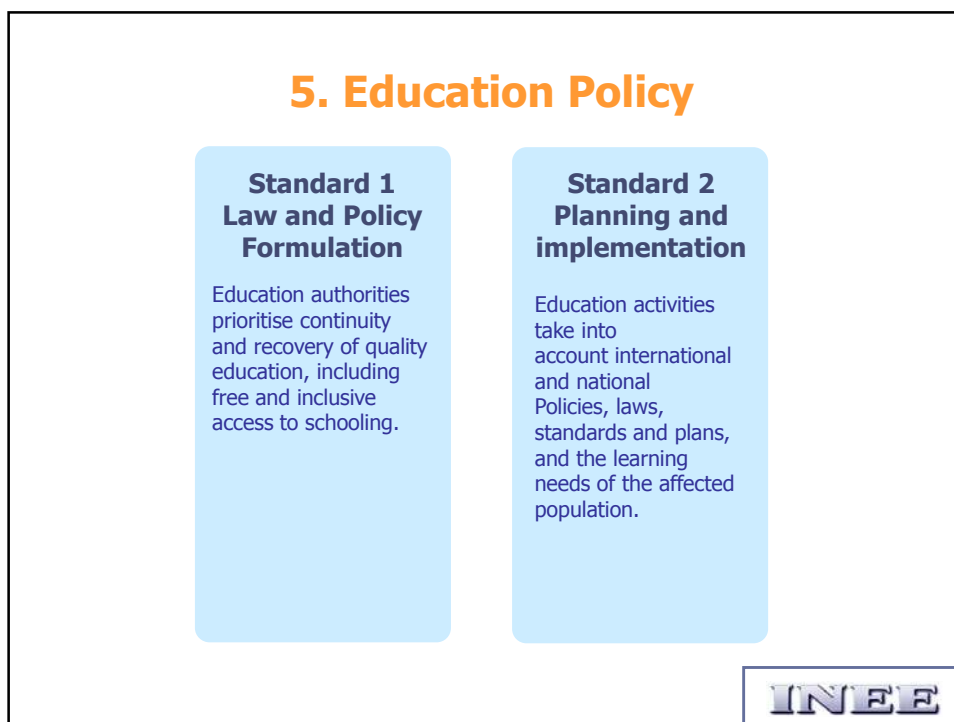 5. Education Policy
Standard 1
Law and Policy
Formulation
Education authorities
prioritise continuity
and recovery of quality
education, including
free and inclusive
access to schooling.
Standard 2
Planning and
implementation
Education activities
take into
account international
and national
Policies, laws,
standards and plans,
and the learning
needs of the affected
population.
INEE